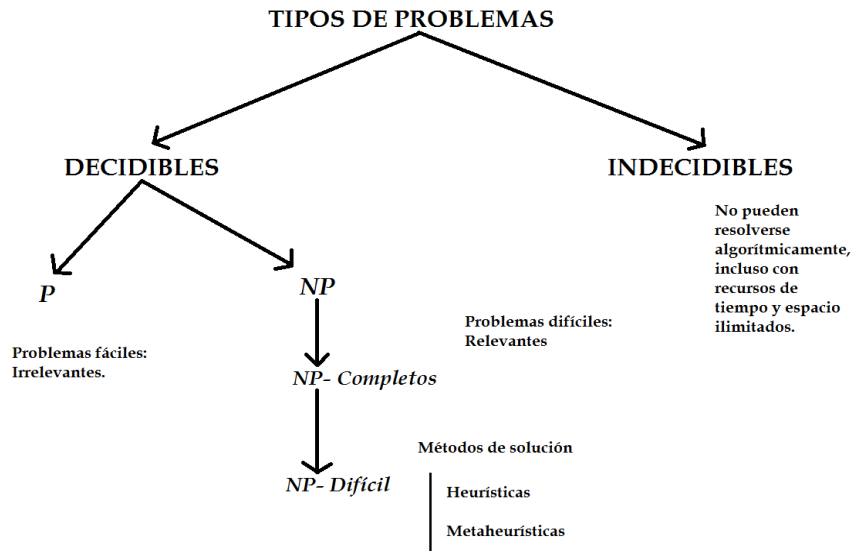 TIPOS DE PROBLEMAS
DECIDIBLES
INDECIDIBLES
No pueden
resolverse
algorítmicamente,
incluso con
recursos de
tiempo y espacio
ilimitados.
P
NP
Problemas fáciles:
Irrelevantes.
Problemas difíciles:
Relevantes
NP- Completos
Métodos de solución
NP- Difícil
Heurísticas
Metaheurísticas